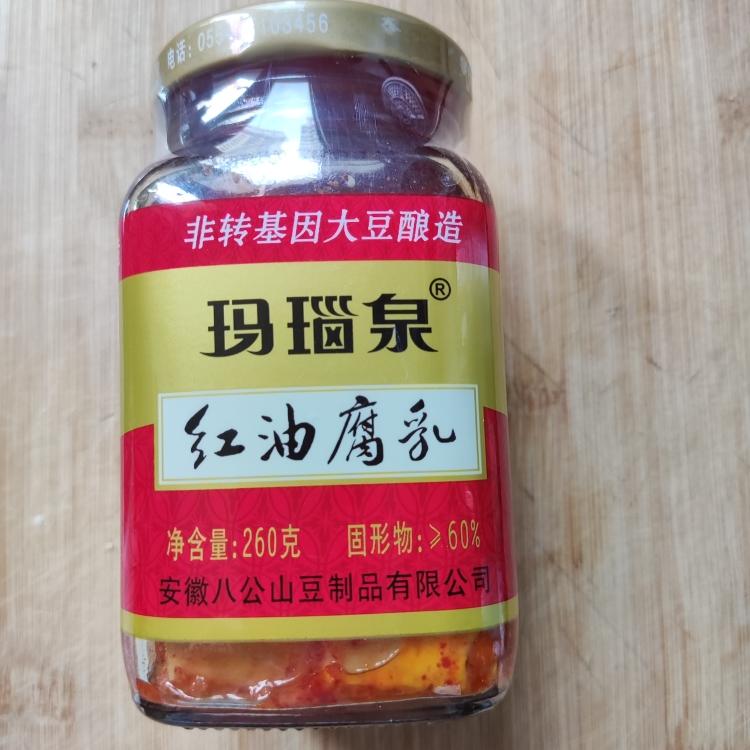 电话:
非转基因大豆酿造
玛瑙泉®
红油腐乳
净含量:260克 固形物:≥60%
安徽八公山豆制品有限公司